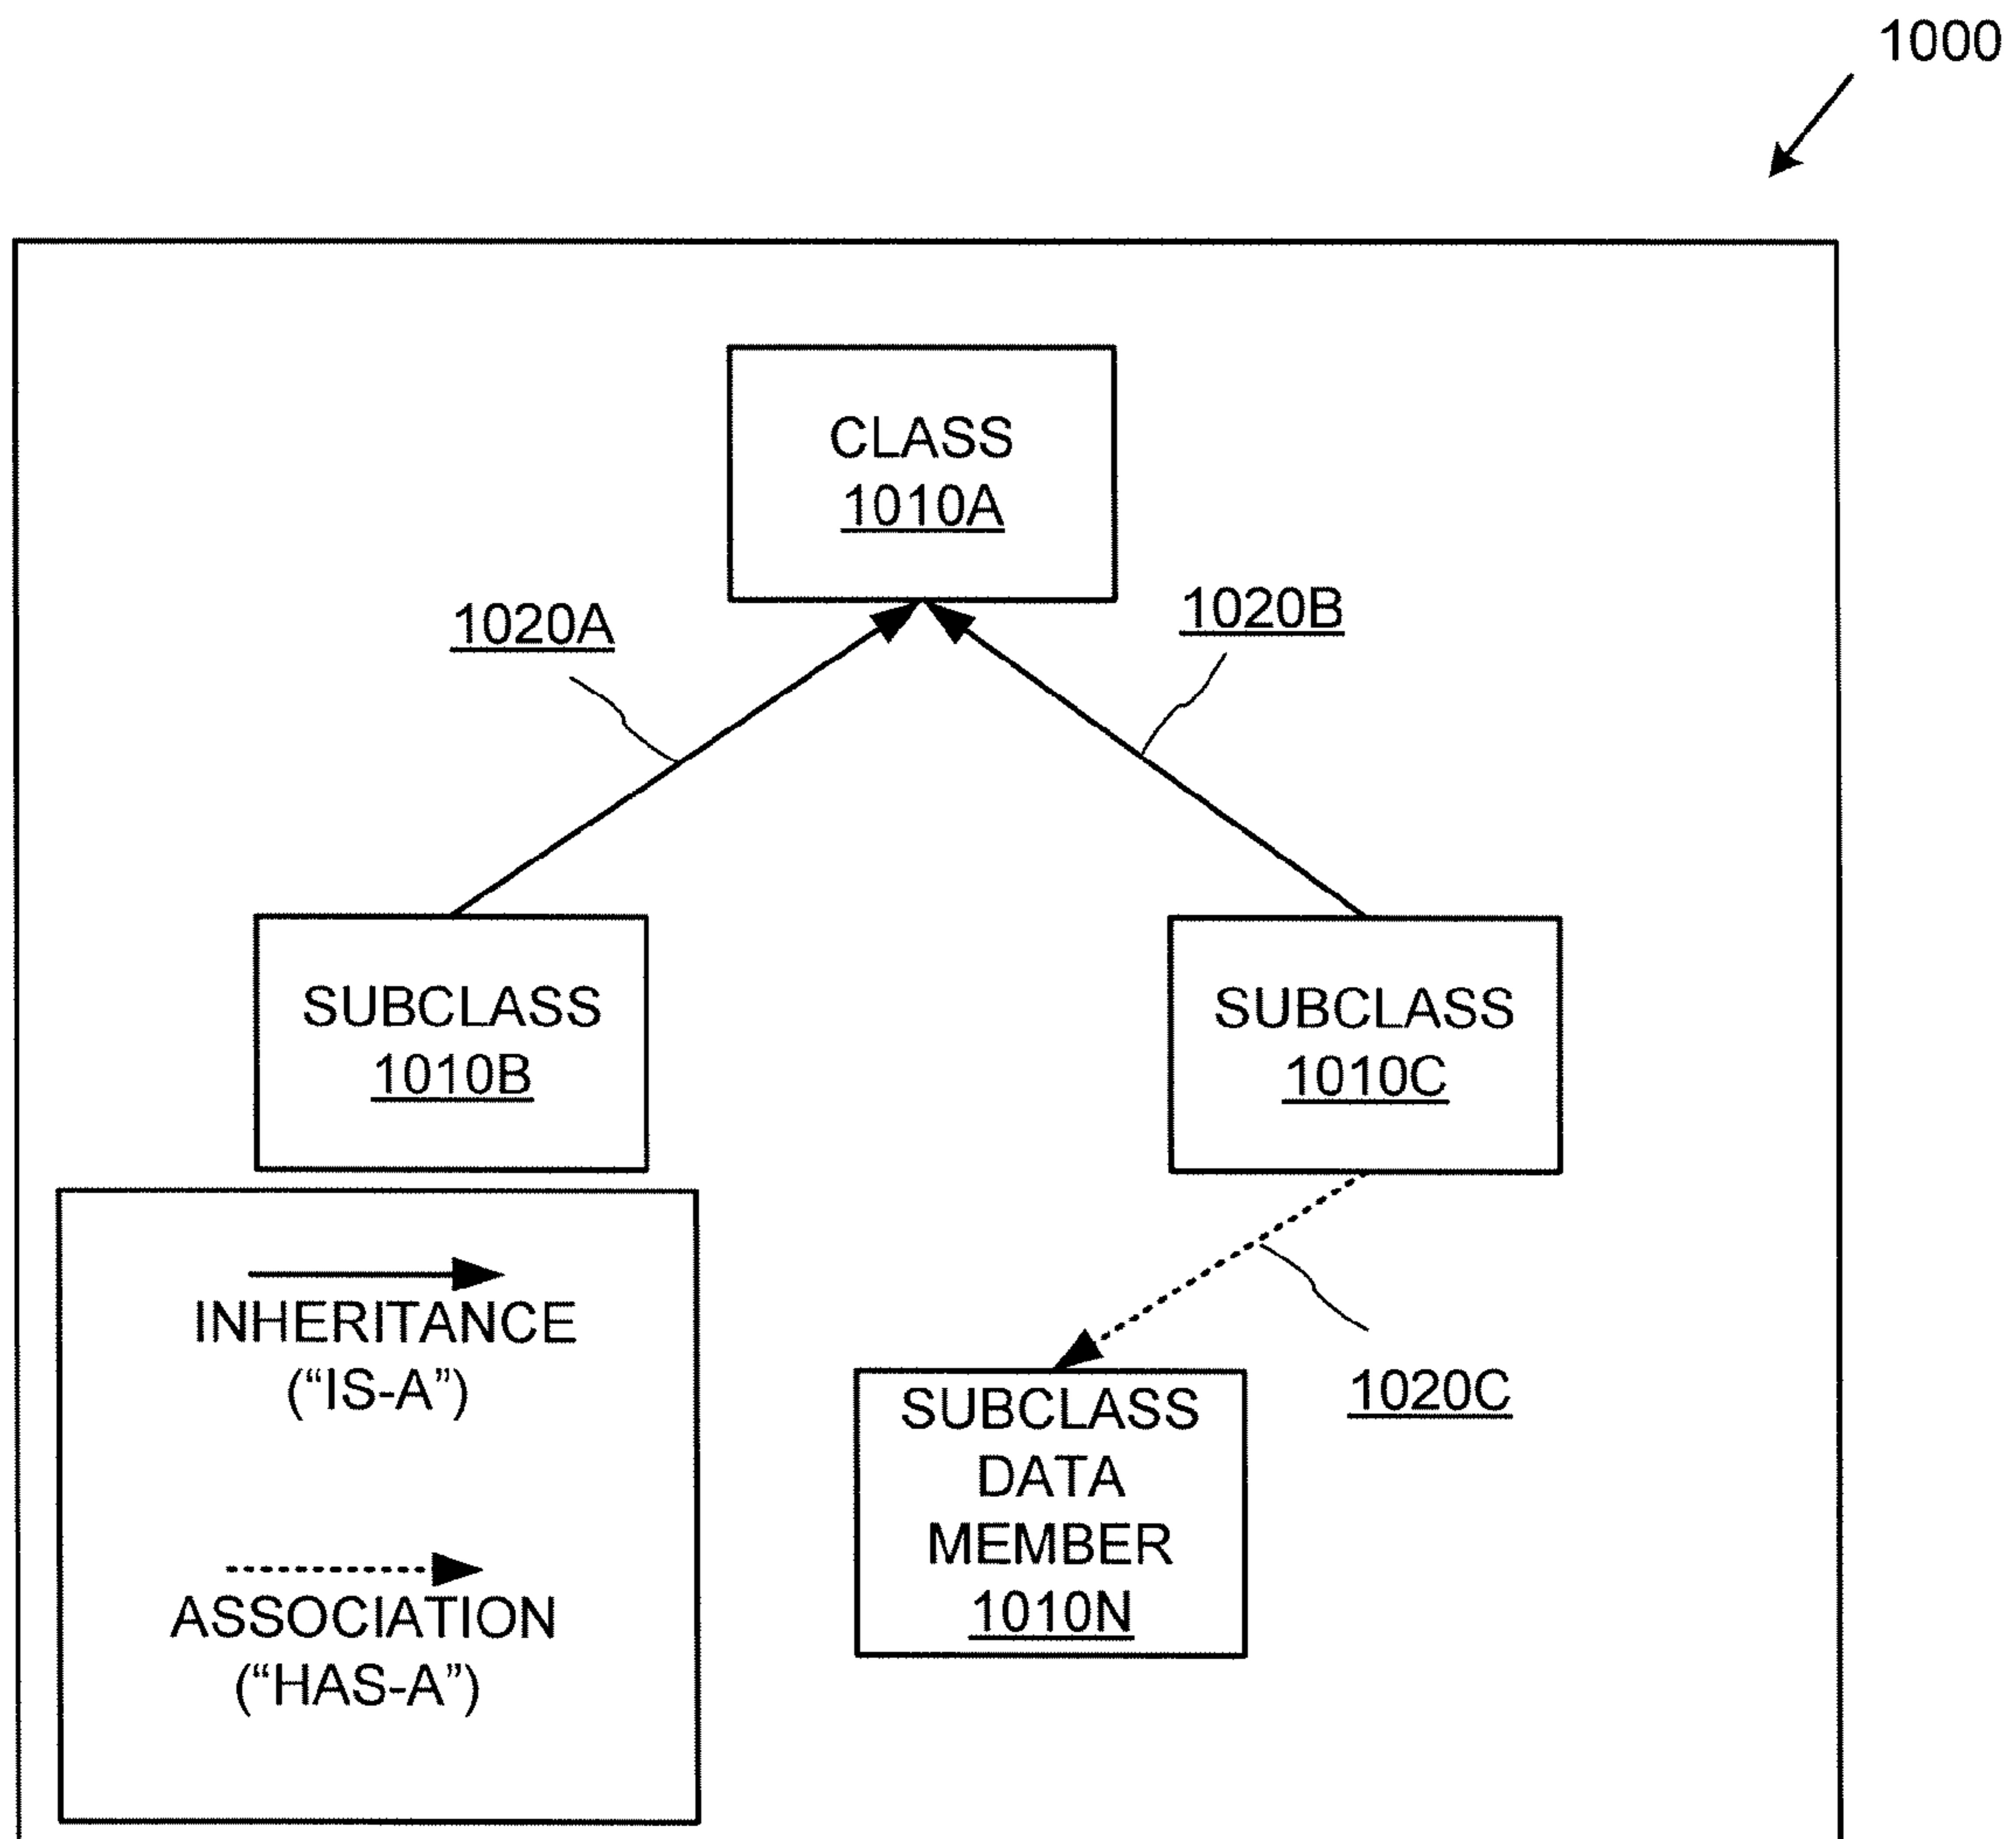 1000
CLASS
1010A
1020A
1020B
SUBCLASS
1010B
SUBCLASS
1010C
INHERITANCE
(“IS-A”)
ASSOCIATION
(“HAS-A”)
1020C
SUBCLASS
DATA
MEMBER
1010N